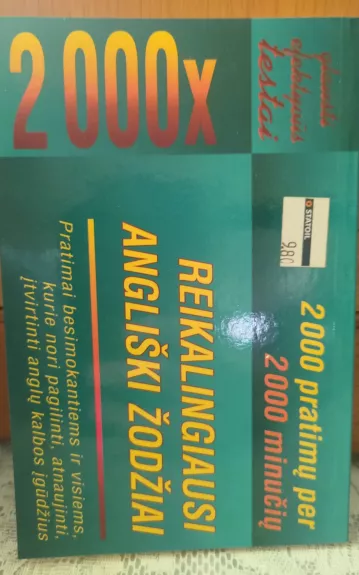 efektyvūs
testai
2 000 pratimų per
2 000 minučių
STATOIL
980
2 000x
REIKALINGIAUSI
ANGLIŠKI ŽODŽIAI
Pratimai besimokantiems ir visiems,
kurie nori pagilinti, atnaujinti,
įtvirtinti anglų kalbos įgūdžius